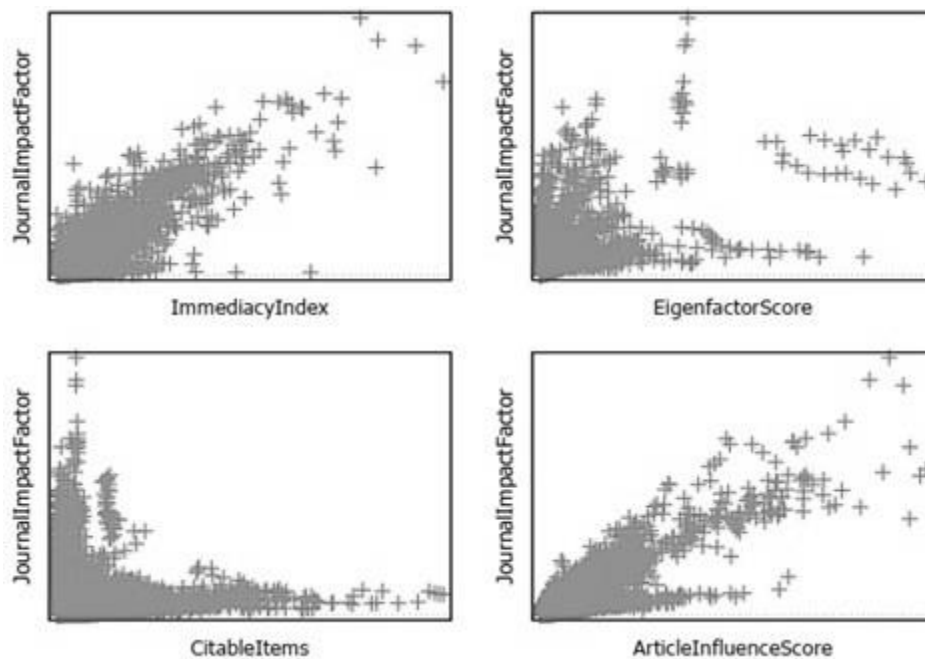 JournalImpactFactor
ImmediacyIndex
JournalImpactFactor
EigenfactorScore
JournalImpactFactor
CitableItems
JournalImpactFactor
ArticleInfluenceScore